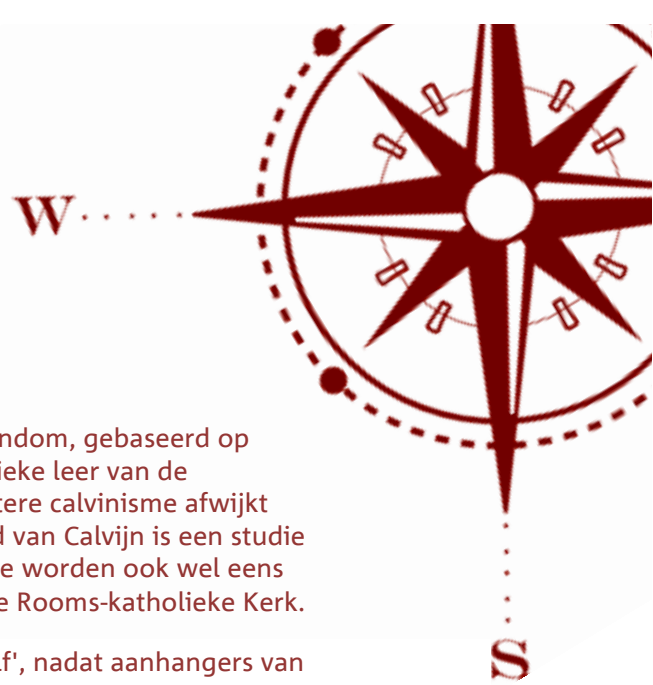 W
ndom, gebaseerd op
ieke leer van de
tere calvinisme afwijkt
d van Calvijn is een studie
e worden ook wel eens
e Rooms-katholieke Kerk.
lf', nadat aanhangers van
S